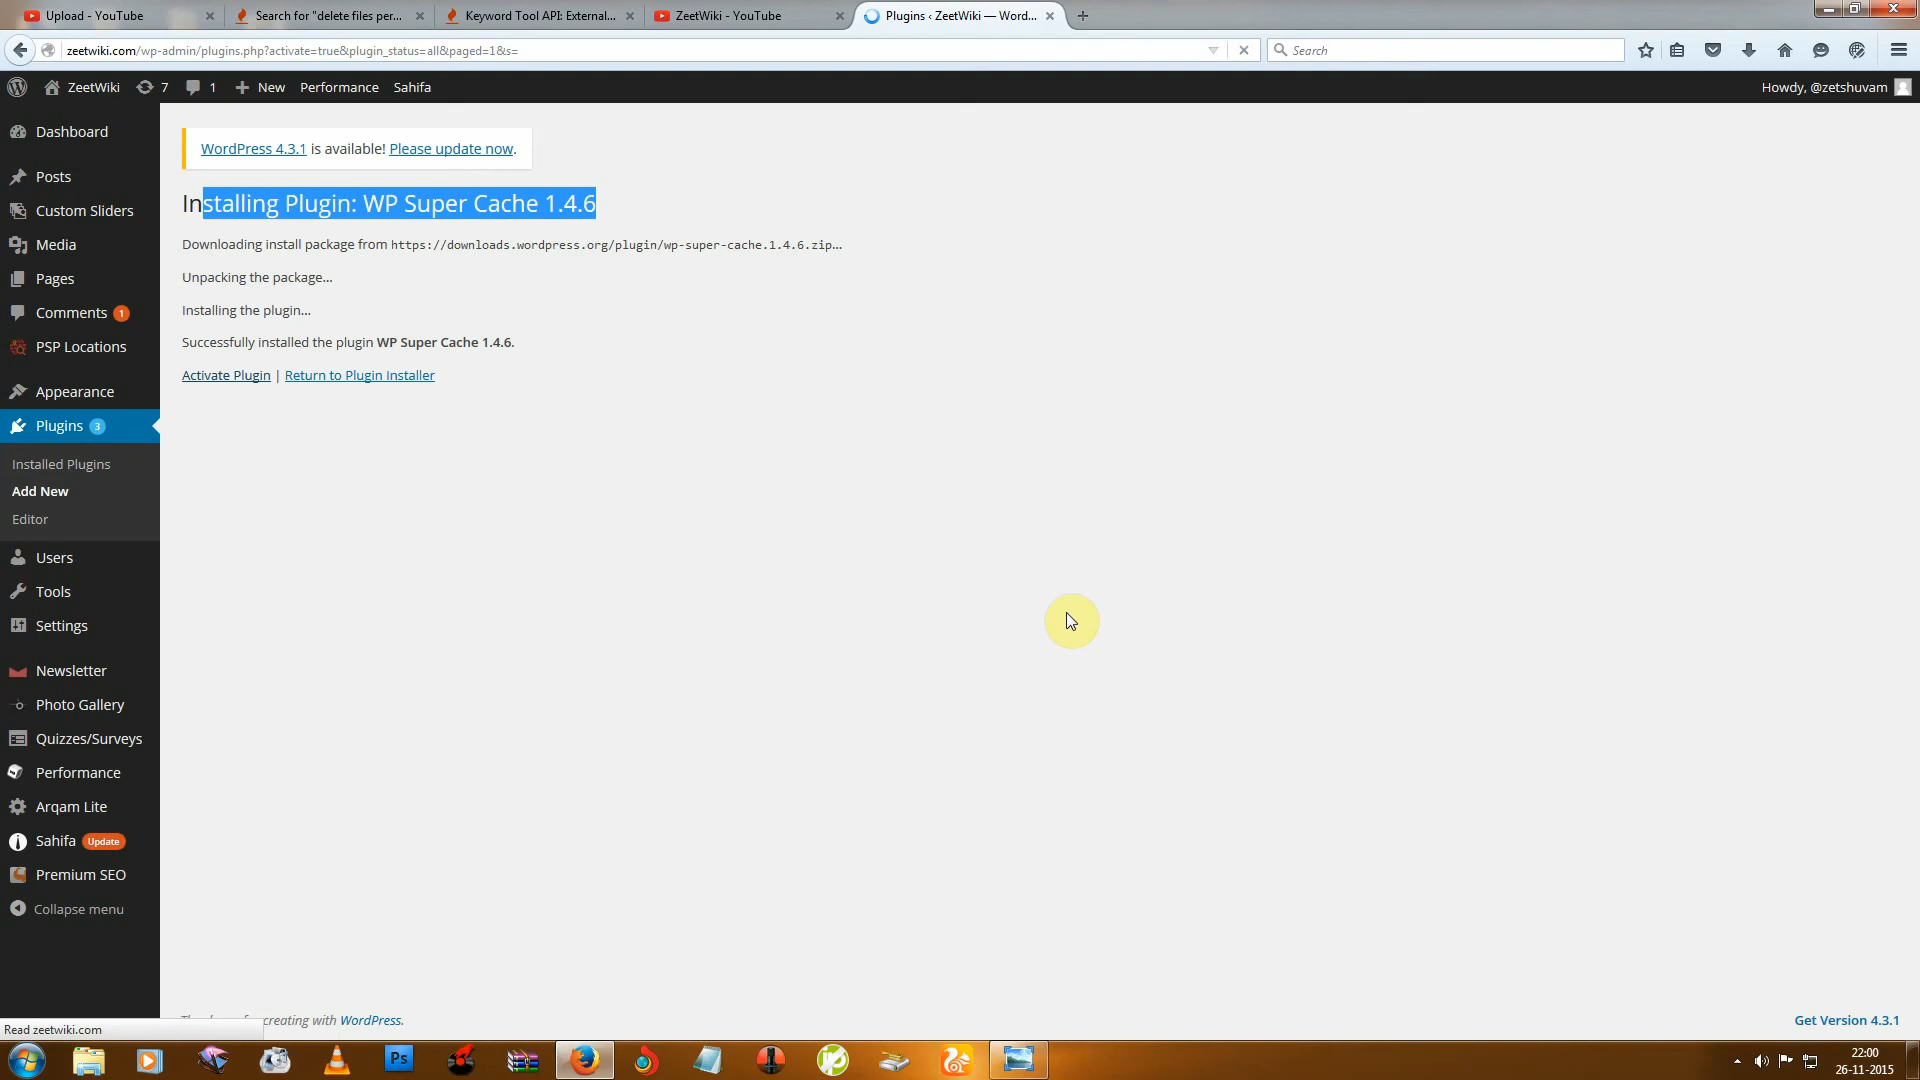 Upload - YouTube
Search for "delete files per...
Keyword Tool API: External...
ZeetWiki - YouTube
Plugins ‹ ZeetWiki — Word...
zeetwiki.com/wp-admin/plugins.php?activate=true&plugin_status=all&paged=1&s=
Search
ZeetWiki
7
1
New
Performance
Sahifa
Howdy, @zetshuvam
Dashboard
Posts
Custom Sliders
Media
Pages
Comments 1
PSP Locations
Appearance
Plugins 3
Installed Plugins
Add New
Editor
Users
Tools
Settings
Newsletter
Photo Gallery
Quizzes/Surveys
Performance
Arqam Lite
Sahifa Update
Premium SEO
Collapse menu
WordPress 4.3.1 is available! Please update now.
Installing Plugin: WP Super Cache 1.4.6
Downloading install package from https://downloads.wordpress.org/plugin/wp-super-cache.1.4.6.zip…
Unpacking the package…
Installing the plugin…
Successfully installed the plugin WP Super Cache 1.4.6.
Activate Plugin | Return to Plugin Installer
creating with WordPress.
Get Version 4.3.1
Read zeetwiki.com
Ps
22:00
26-11-2015